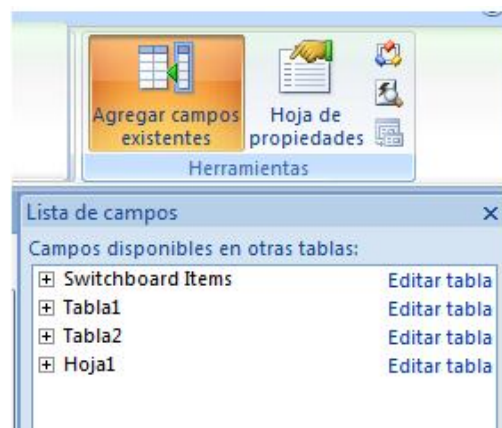 Agregar campos existentes
Hoja de propiedades
Herramientas
Lista de campos
Campos disponibles en otras tablas:
Switchboard Items Editar tabla
Tabla1 Editar tabla
Tabla2 Editar tabla
Hoja1 Editar tabla